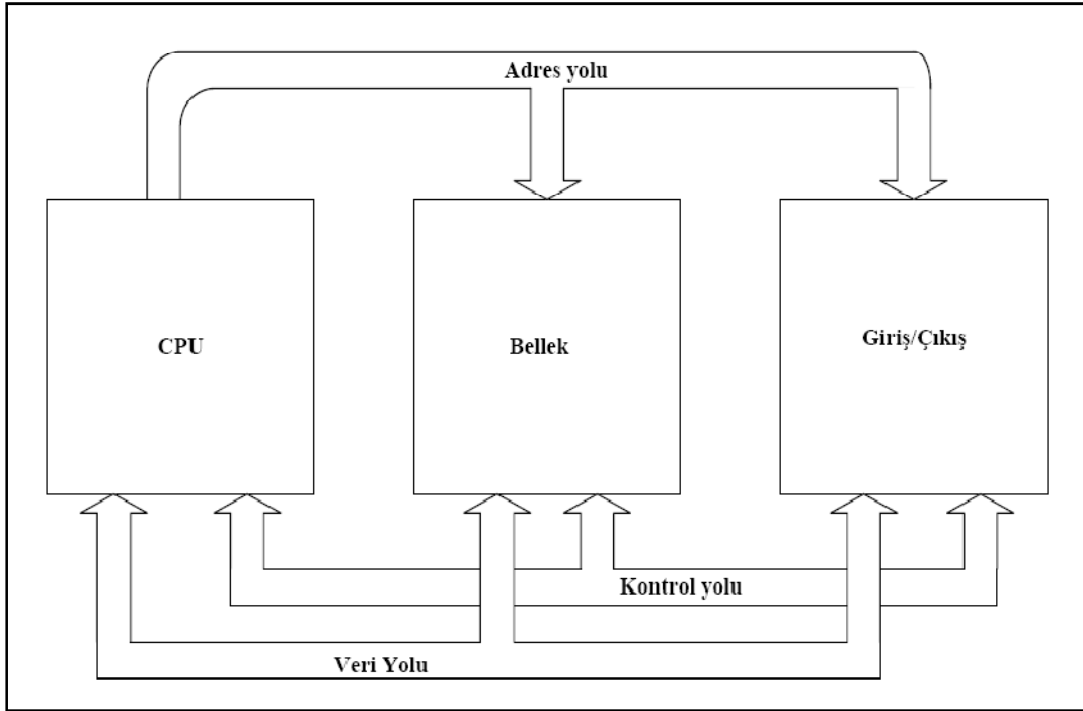 Adres yolu
CPU
Bellek
Giriş/Çıkış
Kontrol yolu
Veri Yolu